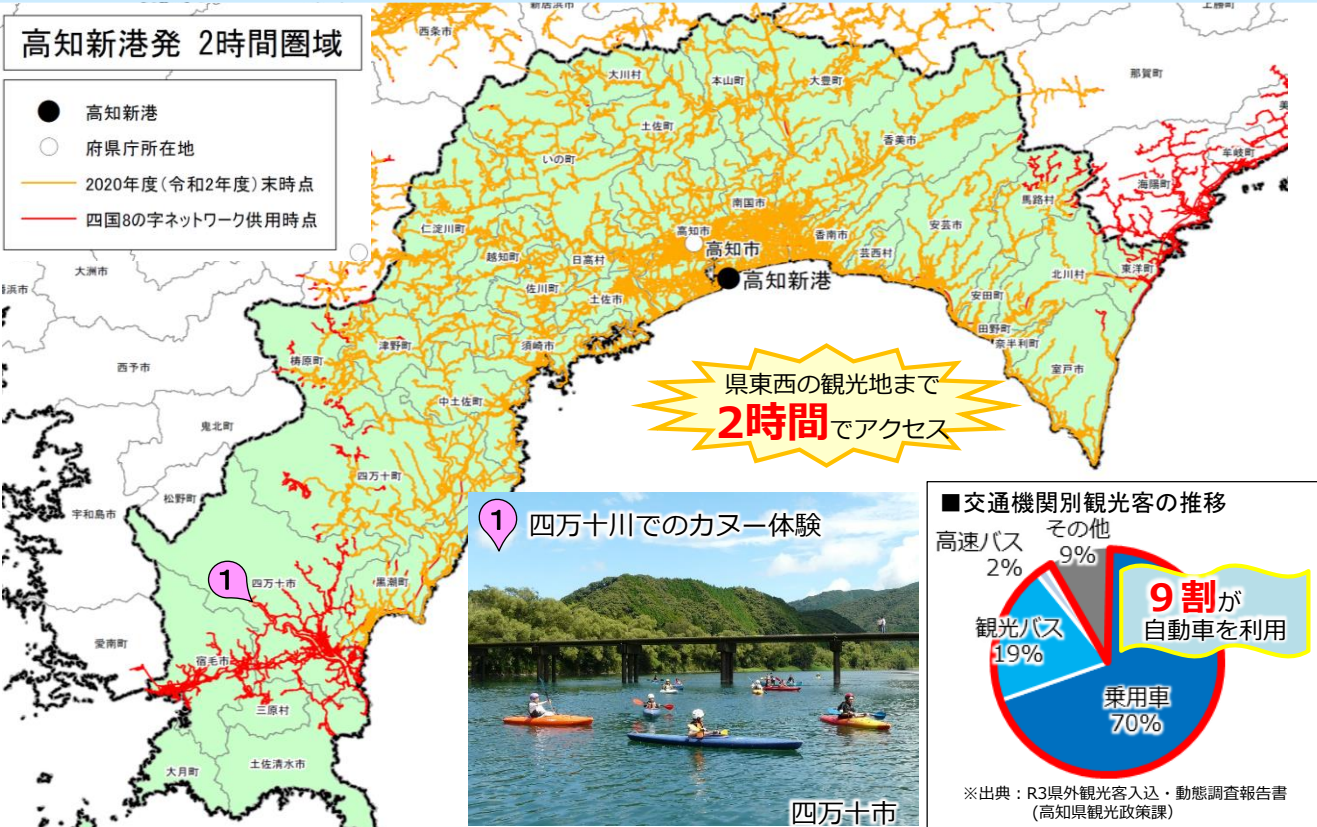 高知新港発 2時間圏域
高知新港
府県庁所在地
2020年度(令和2年度)末時点
四国8の字ネットワーク供用時点
西条市
上勝町
那賀町
大川村
本山町
大豊町
土佐町
香美市
いの町
牟岐町
海陽町
馬路村
南国市
仁淀川町
高知市
高知市
香南市
安芸市
越知町
日高村
芸西村
大洲市
佐川町
高知新港
北川村
東洋町
土佐市
安田町
田野町
奈半利町
津野町
須崎市
梼原町
室戸市
西予市
中土佐町
鬼北町
四万十町
松野町
宇和島市
四万十市
黒潮町
愛南町
宿毛市
三原村
大月町
土佐清水市
県東西の観光地まで
2時間でアクセス
1
1 四万十川でのカヌー体験
四万十市
■交通機関別観光客の推移
高速バス
2%
その他
9%
9割が
自動車を利用
観光バス
19%
乗用車
70%
※出典：R3県外観光客入込・動態調査報告書
(高知県観光政策課)